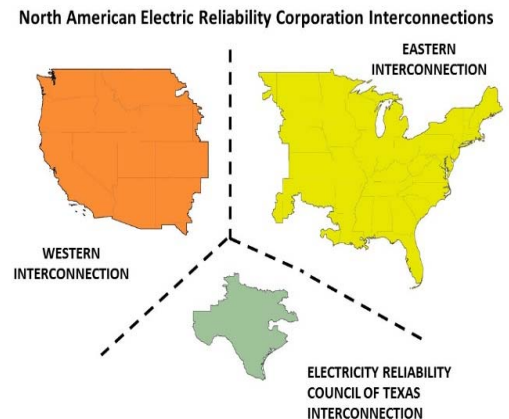 North American Electric Reliability Corporation Interconnections
EASTERN
INTERCONNECTION
WESTERN
INTERCONNECTION
ELECTRICITY RELIABILITY
COUNCIL OF TEXAS
INTERCONNECTION